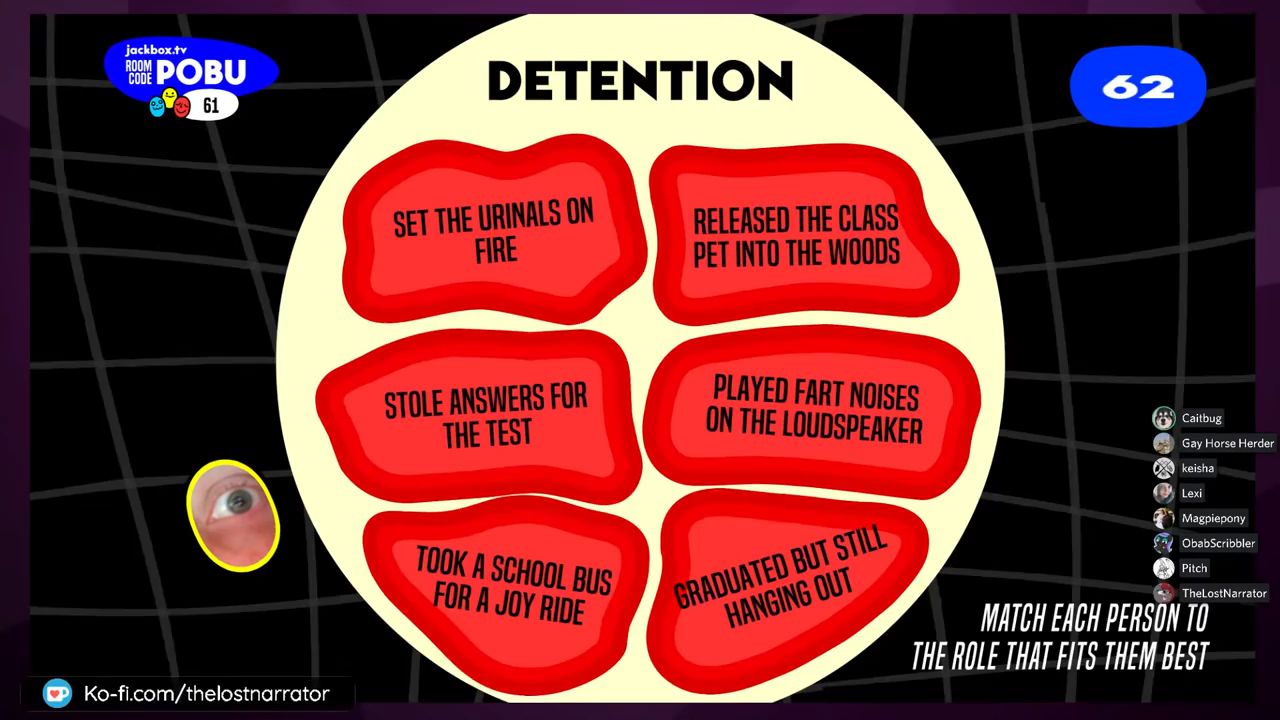 jackbox.tv
ROOM CODE POBU
61
DETENTION
62
SET THE URINALS ON
FIRE
RELEASED THE CLASS
PET INTO THE WOODS
STOLE ANSWERS FOR
THE TEST
PLAYED FART NOISES
ON THE LOUDSPEAKER
TOOK A SCHOOL BUS
FOR A JOY RIDE
GRADUATED BUT STILL
HANGING OUT
Caitbug
Gay Horse Herder
keisha
Lexi
Magpiepony
ObabScribbler
Pitch
TheLostNarrator
MATCH EACH PERSON TO
THE ROLE THAT FITS THEM BEST
Ko-fi.com/thelostnarrator